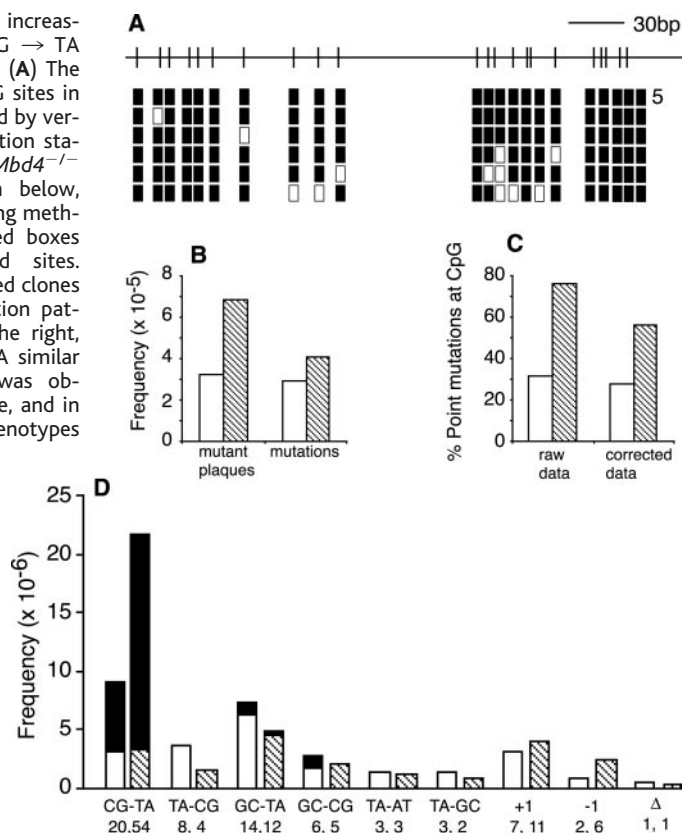 increas-
G → TA
(A) The
G sites in
d by ver-
tion sta-
Mbd4−/−
n below,
ng meth-
ed boxes
d sites.
ed clones
tion pat-
he right,
A similar
was ob-
e, and in
enotypes
A
30bp
5
B
Frequency (x 10-5)
8
6
4
2
0
mutant plaques
mutations
C
% Point mutations at CpG
80
60
40
20
0
raw data
corrected data
D
Frequency (x 10-6)
25
20
15
10
5
0
CG-TA TA-CG GC-TA GC-CG TA-AT TA-GC +1 -1 Δ
20.54 8. 4 14.12 6. 5 3. 3 3. 2 7. 11 2. 6 1, 1